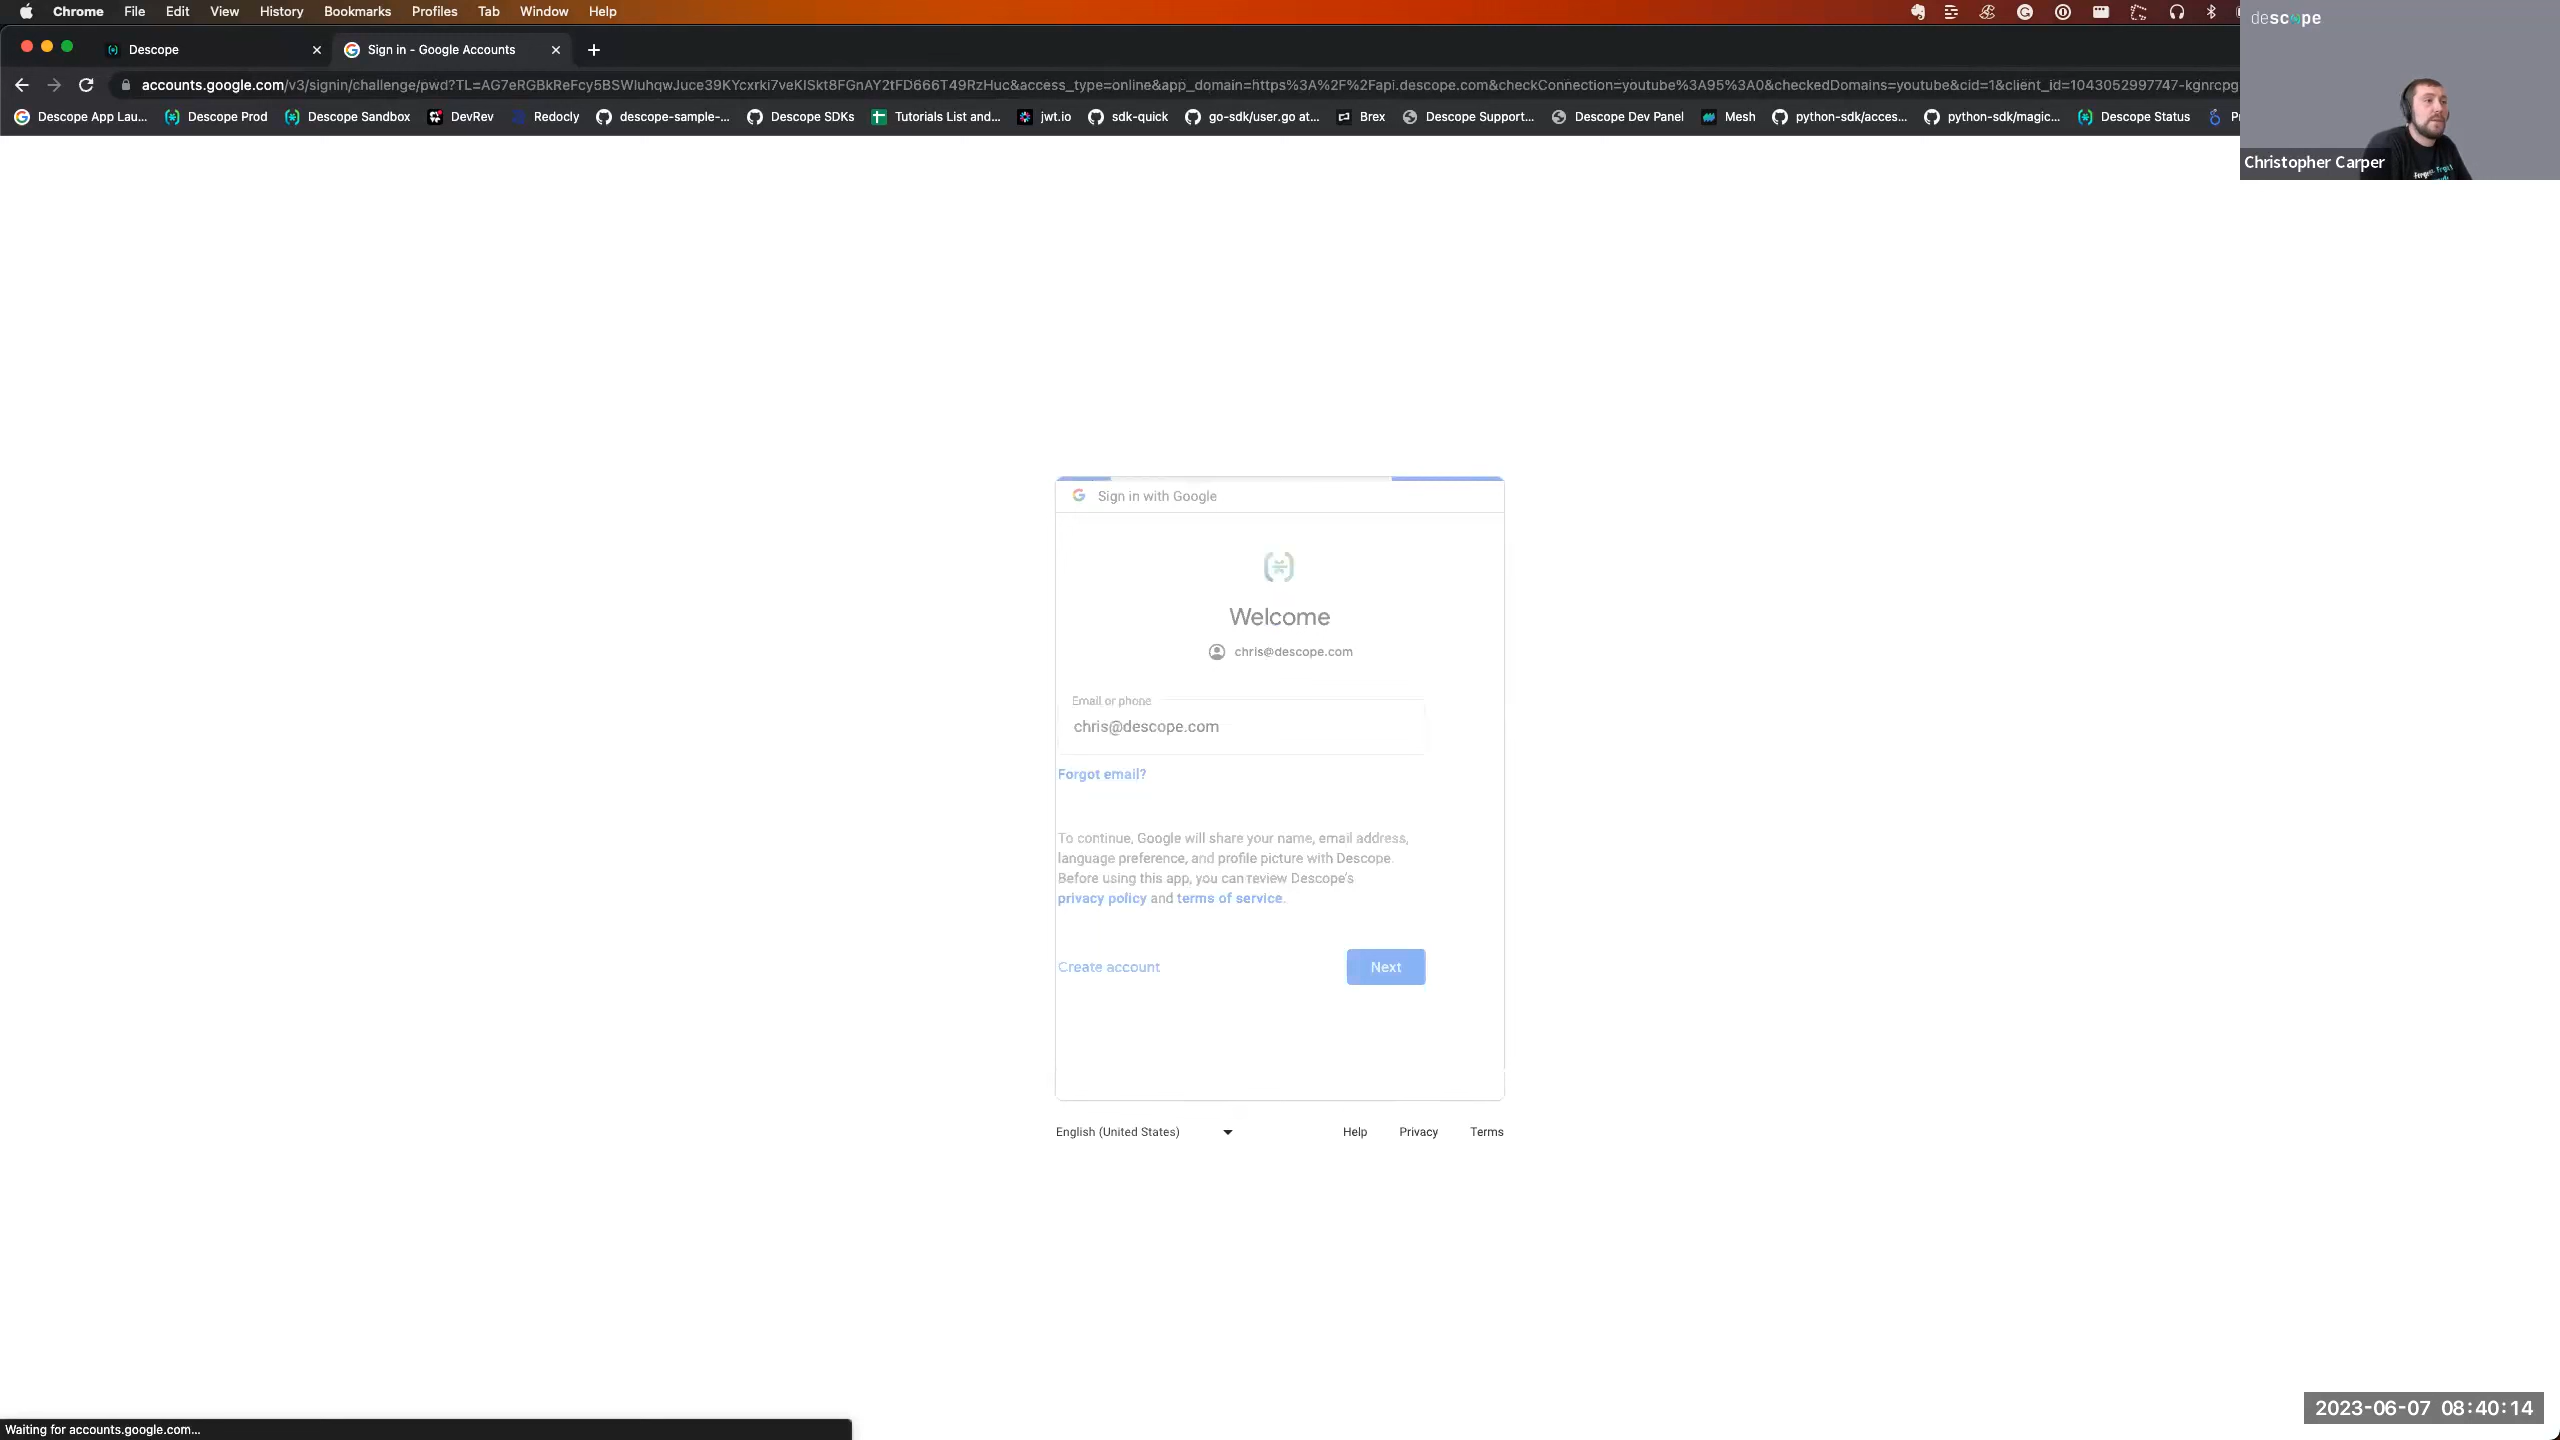 Chrome File Edit View History Bookmarks Profiles Tab Window Help
descope
Descope
Sign in - Google Accounts
accounts.google.com/v3/signin/challenge/pwd?TL=AG7eRGBkReFcy5BSWIuhqwJuce39KYcxrki7veKISkt8FGnAY2tFD666T49RzHuc&access_type=online&app_domain=https%3A%2F%2Fapi.descope.com&checkConnection=youtube%3A95%3A0&checkedDomains=youtube&cid=1&client_id=1043052997747-kgnrcpg
Descope App Lau... Descope Prod Descope Sandbox DevRev Redocly descope-sample-... Descope SDKs Tutorials List and... jwt.io sdk-quick go-sdk/user.go at... Brex Descope Support... Descope Dev Panel Mesh python-sdk/acces... python-sdk/magic... Descope Status
Christopher Carper
Sign in with Google
Welcome
chris@descope.com
Email or phone
chris@descope.com
Forgot email?
To continue, Google will share your name, email address,
language preference, and profile picture with Descope.
Before using this app, you can review Descope's
privacy policy and terms of service.
Create account
Next
English (United States)
Help Privacy Terms
2023-06-07 08:40:14
Waiting for accounts.google.com...